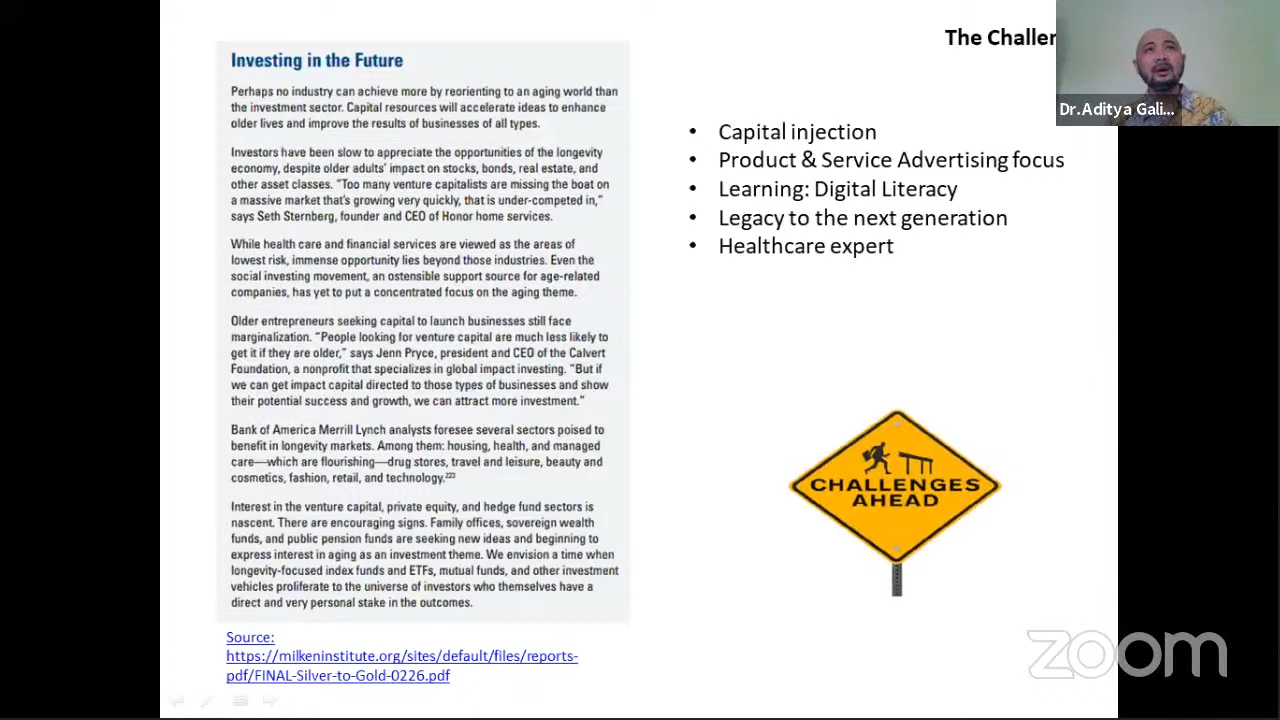 The Challen
Investing in the Future
Perhaps no industry can achieve more by reorienting to an aging world than
the investment sector. Capital resources will accelerate ideas to enhance
older lives and improve the results of businesses of all types.
Investors have been slow to appreciate the opportunities of the longevity
economy, despite older adults' impact on stocks, bonds, real estate, and
other asset classes. "Too many venture capitalists are missing the boat on
a massive market that's growing very quickly, that is under-competed in,"
says Seth Sternberg, founder and CEO of Honor home services.
While health care and financial services are viewed as the areas of
lowest risk, immense opportunity lies beyond those industries. Even the
social investing movement, an ostensible support source for age-related
companies, has yet to put a concentrated focus on the aging theme.
Older entrepreneurs seeking capital to launch businesses still face
marginalization. "People looking for venture capital are much less likely to
get it if they are older," says Jenn Pryce, president and CEO of the Calvert
Foundation, a nonprofit that specializes in global impact investing. "But if
we can get impact capital directed to those types of businesses and show
their potential success and growth, we can attract more investment."
Bank of America Merrill Lynch analysts foresee several sectors poised to
benefit in longevity markets. Among them: housing, health, and managed
care—which are flourishing—drug stores, travel and leisure, beauty and
cosmetics, fashion, retail, and technology.²²³
Interest in the venture capital, private equity, and hedge fund sectors is
nascent. There are encouraging signs. Family offices, sovereign wealth
funds, and public pension funds are seeking new ideas and beginning to
express interest in aging as an investment theme. We envision a time when
longevity-focused index funds and ETFs, mutual funds, and other investment
vehicles proliferate to the universe of investors who themselves have a
direct and very personal stake in the outcomes.
Source:
https://milkeninstitute.org/sites/default/files/reports-
pdf/FINAL-Silver-to-Gold-0226.pdf
• Capital injection
• Product & Service Advertising focus
• Learning: Digital Literacy
• Legacy to the next generation
• Healthcare expert
CHALLENGES
AHEAD
Dr.Aditya Gali...
zoom